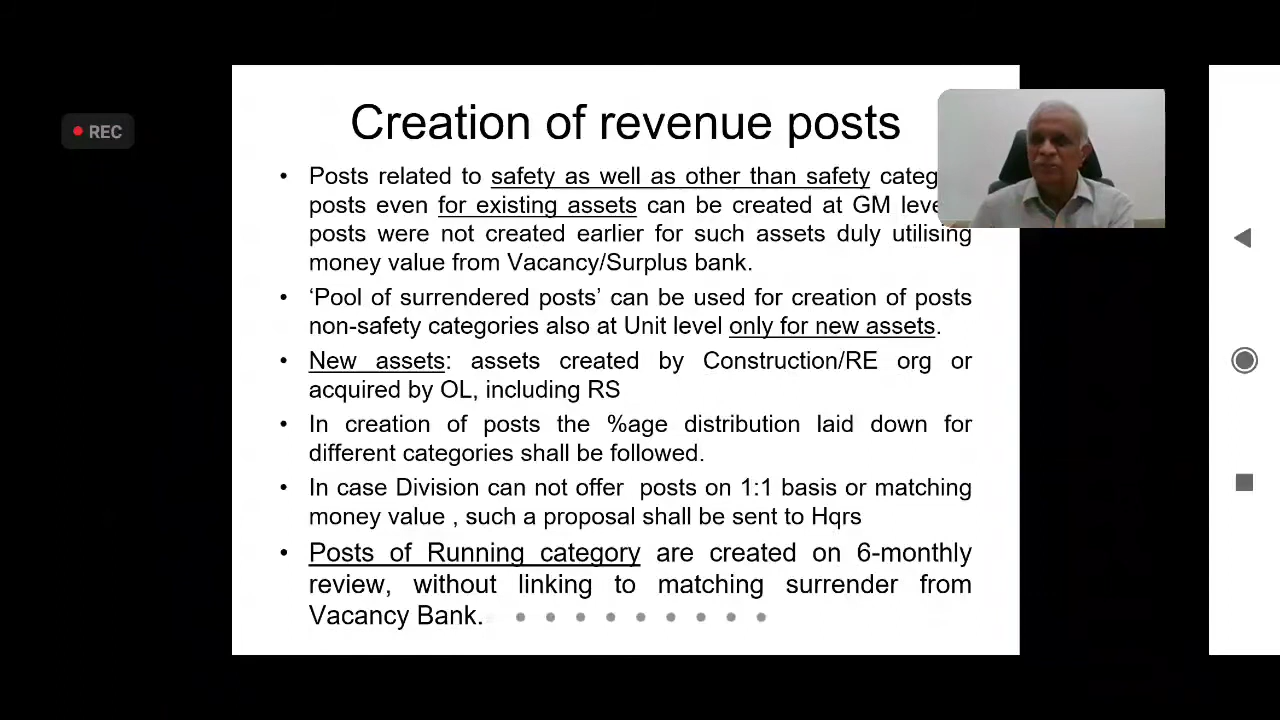 REC
Creation of revenue posts
• Posts related to safety as well as other than safety
posts even for existing assets can be created at GM
posts were not created earlier for such assets duly utilising
money value from Vacancy/Surplus bank.
• ‘Pool of surrendered posts’ can be used for creation of posts
non-safety categories also at Unit level only for new assets.
• New assets: assets created by Construction/RE org or
acquired by OL, including RS
• In creation of posts the %age distribution laid down for
different categories shall be followed.
• In case Division can not offer posts on 1:1 basis or matching
money value , such a proposal shall be sent to Hqrs
• Posts of Running category are created on 6-monthly
review, without linking to matching surrender from
Vacancy Bank.